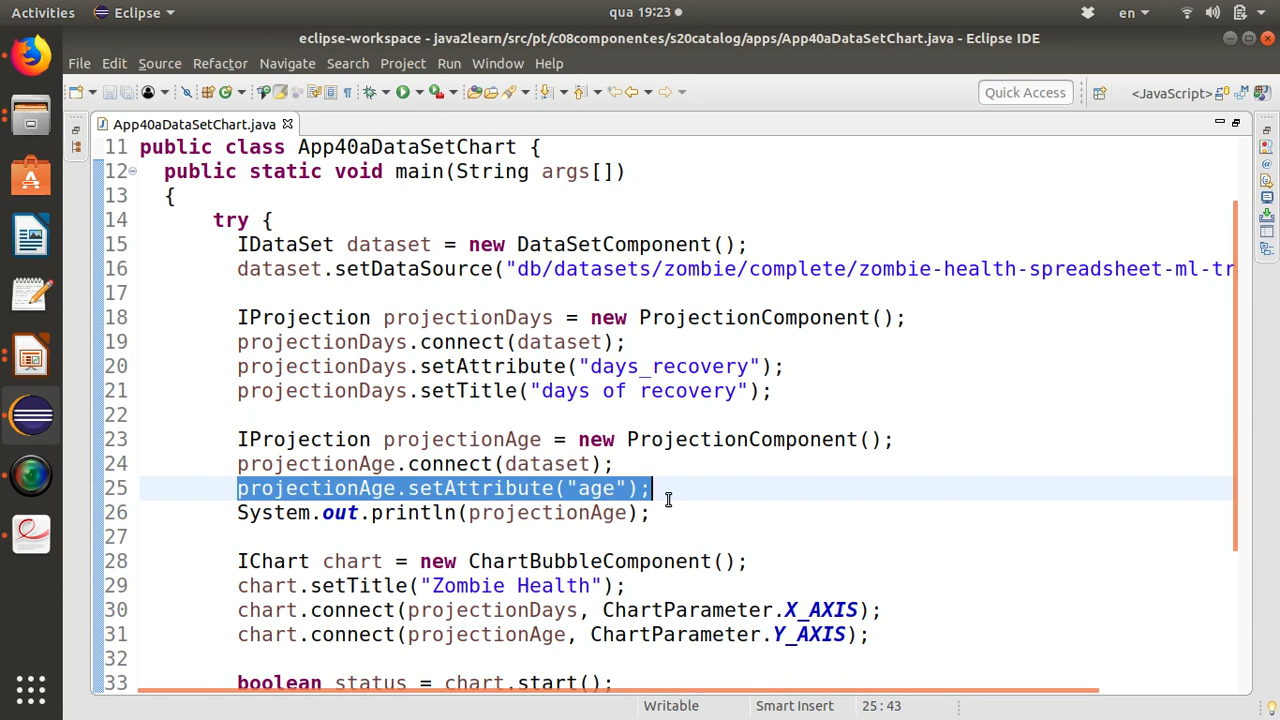 Activities Eclipse qua 19:23 en
eclipse-workspace - java2learn/src/pt/c08componentes/s20catalog/apps/App40aDataSetChart.java - Eclipse IDE
File Edit Source Refactor Navigate Search Project Run Window Help
Quick Access <JavaScript>
App40aDataSetChart.java
11 public class App40aDataSetChart {
12 public static void main(String args[])
13 {
14 try {
15 IDataSet dataset = new DataSetComponent();
16 dataset.setDataSource("db/datasets/zombie/complete/zombie-health-spreadsheet-ml-tr
17
18 IProjection projectionDays = new ProjectionComponent();
19 projectionDays.connect(dataset);
20 projectionDays.setAttribute("days_recovery");
21 projectionDays.setTitle("days of recovery");
22
23 IProjection projectionAge = new ProjectionComponent();
24 projectionAge.connect(dataset);
25 projectionAge.setAttribute("age");
26 System.out.println(projectionAge);
27
28 IChart chart = new ChartBubbleComponent();
29 chart.setTitle("Zombie Health");
30 chart.connect(projectionDays, ChartParameter.X_AXIS);
31 chart.connect(projectionAge, ChartParameter.Y_AXIS);
32
33 boolean status = chart.start();
Writable Smart Insert 25:43